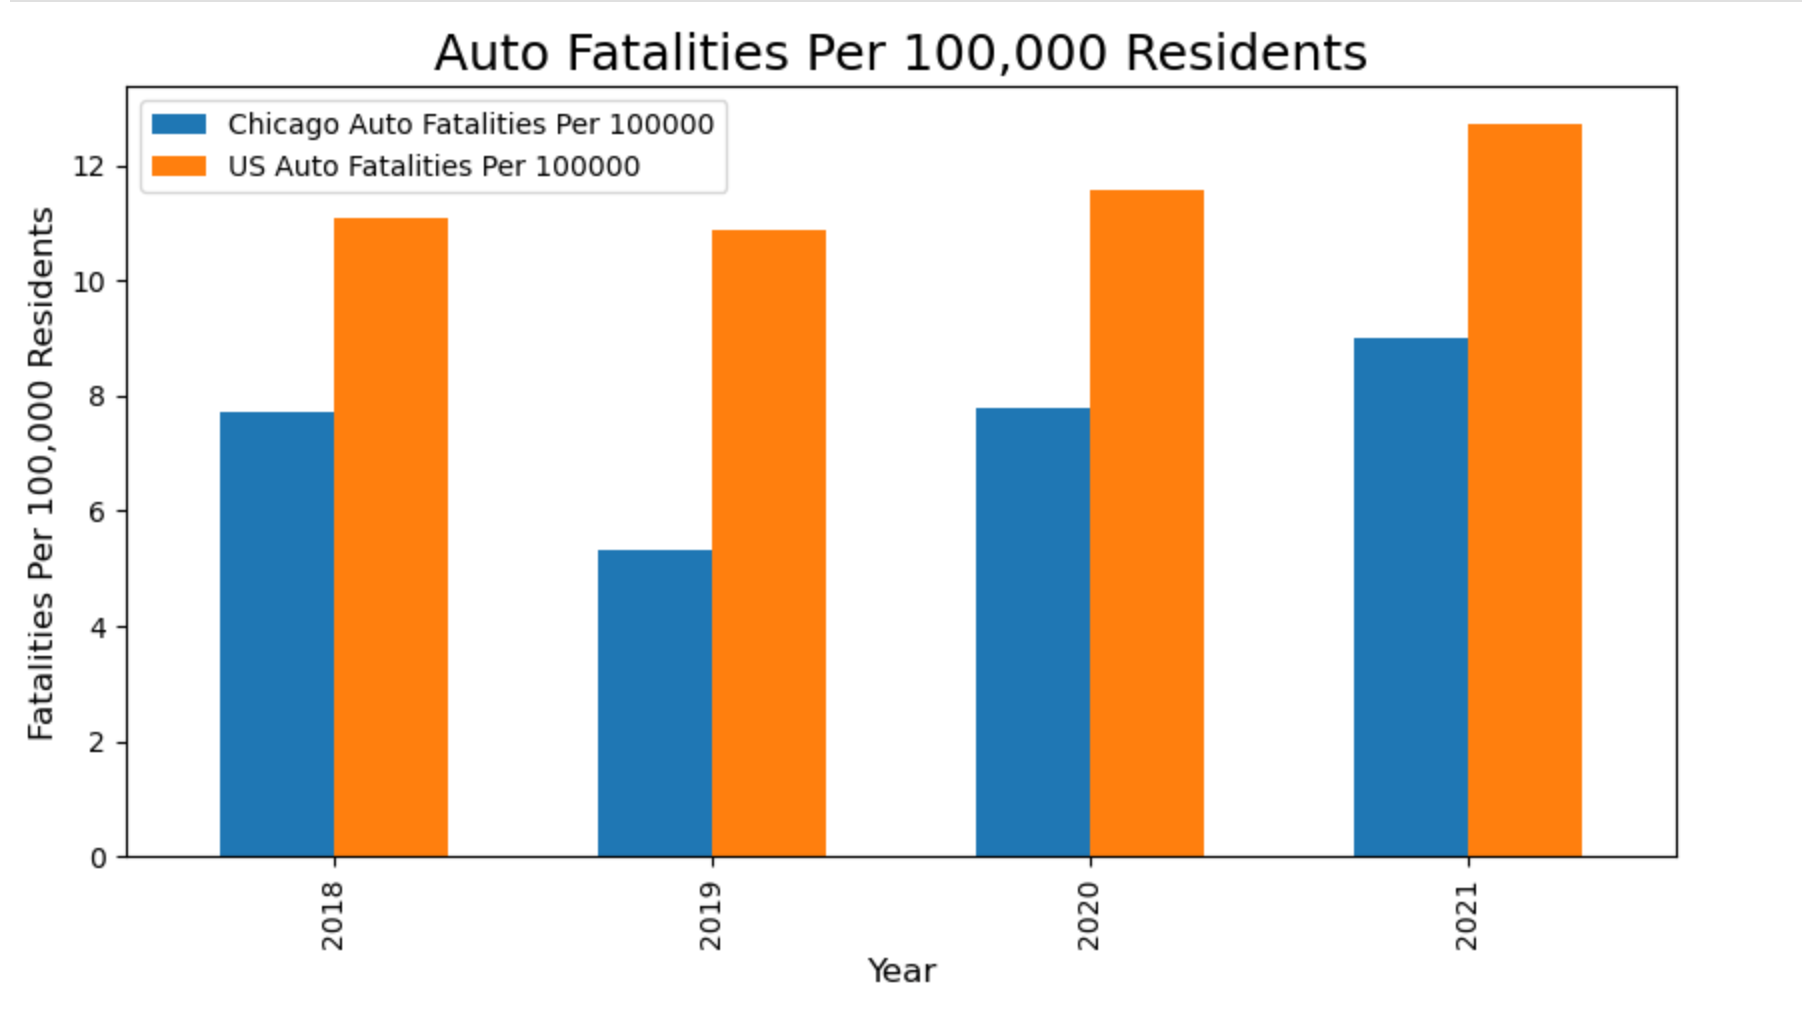 Auto Fatalities Per 100,000 Residents
Chicago Auto Fatalities Per 100000
US Auto Fatalities Per 100000
Fatalities Per 100,000 Residents
12
10
8
6
4
2
0
2018
2019
2020
2021
Year